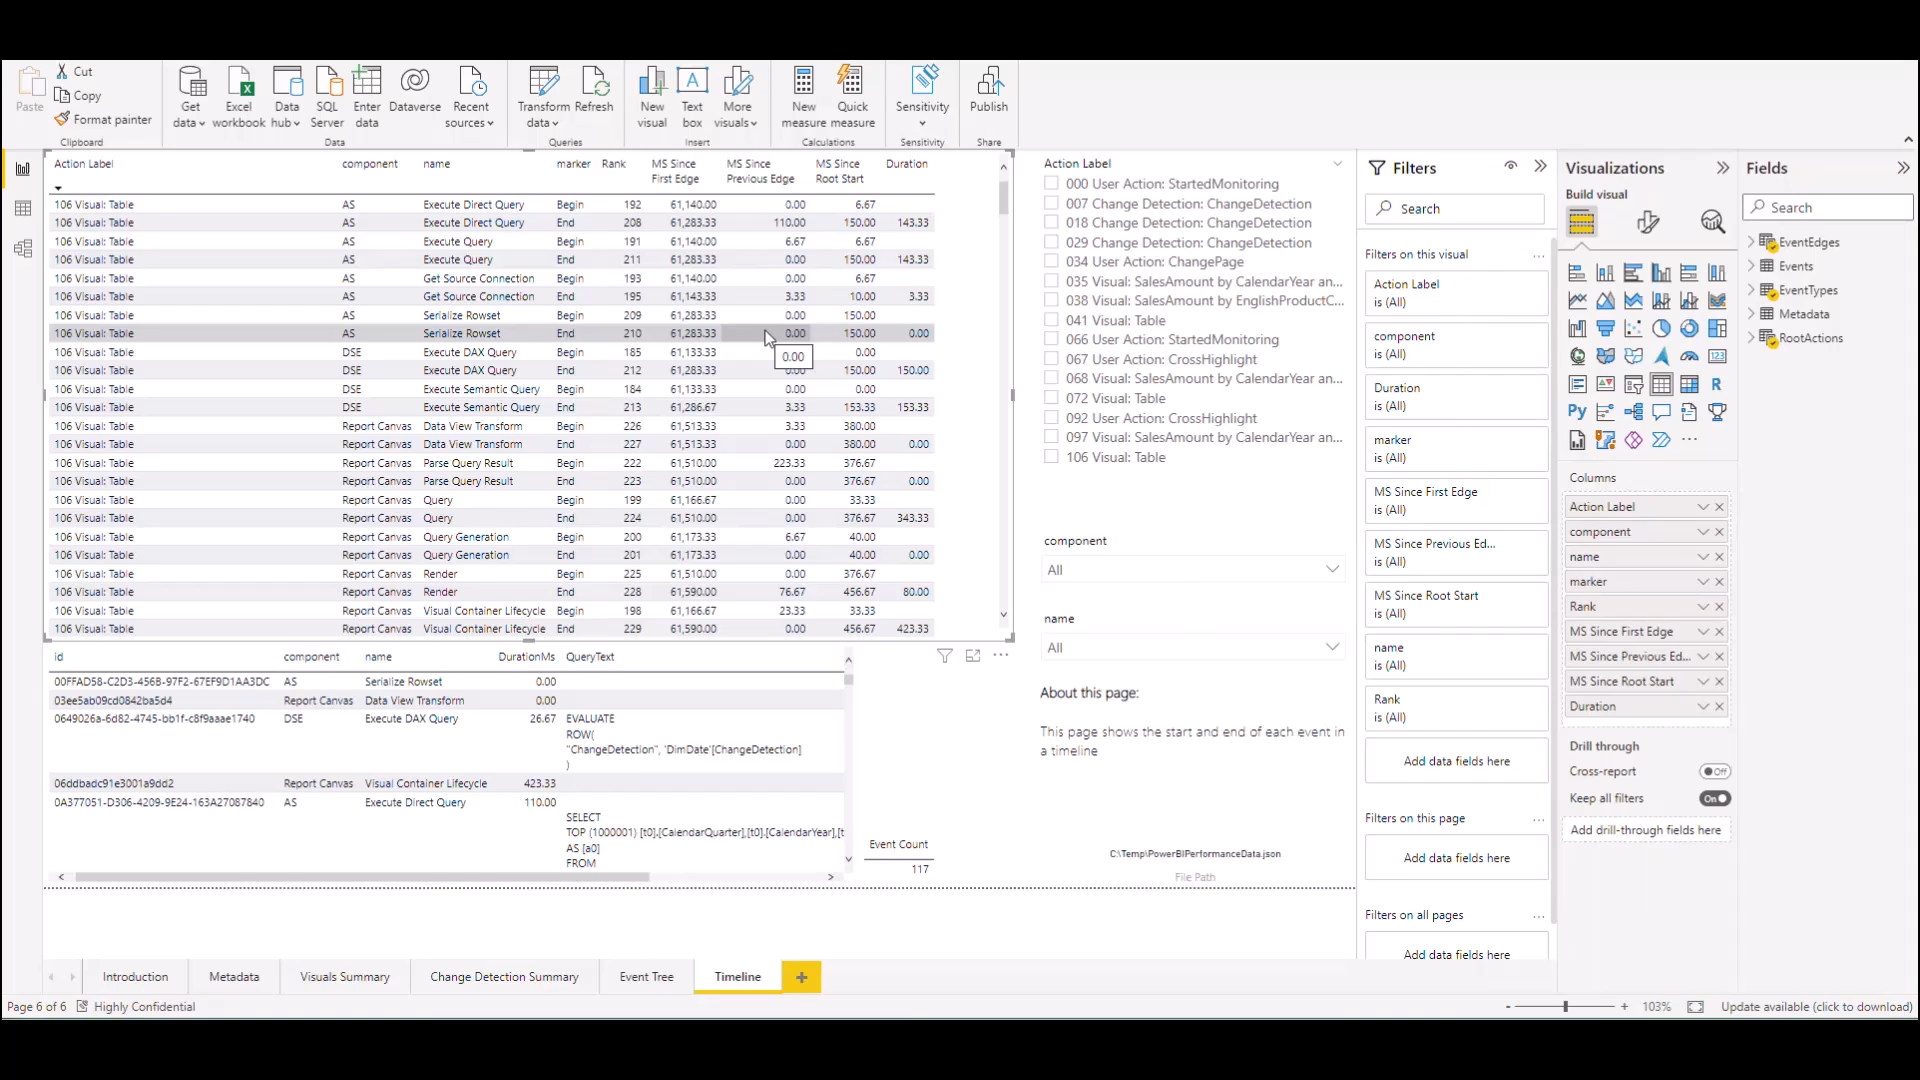 Paste
Cut
Copy
Format painter
Clipboard
Get data
Excel workbook
Data hub
SQL Server
Enter data
Dataverse
Recent sources
Data
Transform data
Refresh
Queries
New visual
Text box
More visuals
Insert
New measure
Quick measure
Calculations
Sensitivity
Sensitivity
Publish
Share
Action Label component name marker Rank MS Since First Edge MS Since Previous Edge MS Since Root Start Duration
106 Visual: Table AS Execute Direct Query Begin 192 61,140.00 0.00 6.67
106 Visual: Table AS Execute Direct Query End 208 61,283.33 110.00 150.00 143.33
106 Visual: Table AS Execute Query Begin 191 61,140.00 6.67 6.67
106 Visual: Table AS Execute Query End 211 61,283.33 0.00 150.00 143.33
106 Visual: Table AS Get Source Connection Begin 193 61,140.00 0.00 6.67
106 Visual: Table AS Get Source Connection End 195 61,143.33 3.33 10.00 3.33
106 Visual: Table AS Serialize Rowset Begin 209 61,283.33 0.00 150.00
106 Visual: Table AS Serialize Rowset End 210 61,283.33 0.00 150.00 0.00
0.00
106 Visual: Table DSE Execute DAX Query Begin 185 61,133.33 0.00
106 Visual: Table DSE Execute DAX Query End 212 61,283.33 0.00 150.00 150.00
106 Visual: Table DSE Execute Semantic Query Begin 184 61,133.33 0.00 0.00
106 Visual: Table DSE Execute Semantic Query End 213 61,286.67 3.33 153.33 153.33
106 Visual: Table Report Canvas Data View Transform Begin 226 61,513.33 3.33 380.00
106 Visual: Table Report Canvas Data View Transform End 227 61,513.33 0.00 380.00 0.00
106 Visual: Table Report Canvas Parse Query Result Begin 222 61,510.00 223.33 376.67
106 Visual: Table Report Canvas Parse Query Result End 223 61,510.00 0.00 376.67 0.00
106 Visual: Table Report Canvas Query Begin 199 61,166.67 0.00 33.33
106 Visual: Table Report Canvas Query End 224 61,510.00 0.00 376.67 343.33
106 Visual: Table Report Canvas Query Generation Begin 200 61,173.33 6.67 40.00
106 Visual: Table Report Canvas Query Generation End 201 61,173.33 0.00 40.00 0.00
106 Visual: Table Report Canvas Render Begin 225 61,510.00 0.00 376.67
106 Visual: Table Report Canvas Render End 228 61,590.00 76.67 456.67 80.00
106 Visual: Table Report Canvas Visual Container Lifecycle Begin 198 61,166.67 23.33 33.33
106 Visual: Table Report Canvas Visual Container Lifecycle End 229 61,590.00 0.00 456.67 423.33
id component name DurationMs QueryText
00FFAD58-C2D3-456B-97F2-67EF9D1AA3DC AS Serialize Rowset 0.00
03ee5ab09cd0842ba5d4 Report Canvas Data View Transform 0.00
0649026a-6d82-4745-bb1f-c8f9aaae1740 DSE Execute DAX Query 26.67 EVALUATE
ROW(
"ChangeDetection", 'DimDate'[ChangeDetection]
)
06ddbadc91e3001a9dd2 Report Canvas Visual Container Lifecycle 423.33
0A377051-D306-4209-9E24-163A27087840 AS Execute Direct Query 110.00
SELECT
TOP (1000001) [t0].[CalendarQuarter],[t0].[CalendarYear],[t
AS [a0]
FROM
Event Count
117
Action Label
000 User Action: StartedMonitoring
007 Change Detection: ChangeDetection
018 Change Detection: ChangeDetection
029 Change Detection: ChangeDetection
034 User Action: ChangePage
035 Visual: SalesAmount by CalendarYear an...
038 Visual: SalesAmount by EnglishProductC...
041 Visual: Table
066 User Action: StartedMonitoring
067 User Action: CrossHighlight
068 Visual: SalesAmount by CalendarYear an...
072 Visual: Table
092 User Action: CrossHighlight
097 Visual: SalesAmount by CalendarYear an...
106 Visual: Table
component
All
name
All
About this page:
This page shows the start and end of each event in
a timeline
C:\Temp\PowerBIPerformanceData.json
File Path
Filters
Search
Filters on this visual ...
Action Label
is (All)
component
is (All)
Duration
is (All)
marker
is (All)
MS Since First Edge
is (All)
MS Since Previous Ed...
is (All)
MS Since Root Start
is (All)
name
is (All)
Rank
is (All)
Add data fields here
Filters on this page ...
Add data fields here
Filters on all pages ...
Add data fields here
Visualizations
Build visual
R
Py
123
...
Columns
Action Label
component
name
marker
Rank
MS Since First Edge
MS Since Previous Ed...
MS Since Root Start
Duration
Drill through
Cross-report Off
Keep all filters On
Add drill-through fields here
Fields
Search
EventEdges
Events
EventTypes
Metadata
RootActions
Introduction
Metadata
Visuals Summary
Change Detection Summary
Event Tree
Timeline
+
Page 6 of 6 Highly Confidential
- + 103% Update available (click to download)